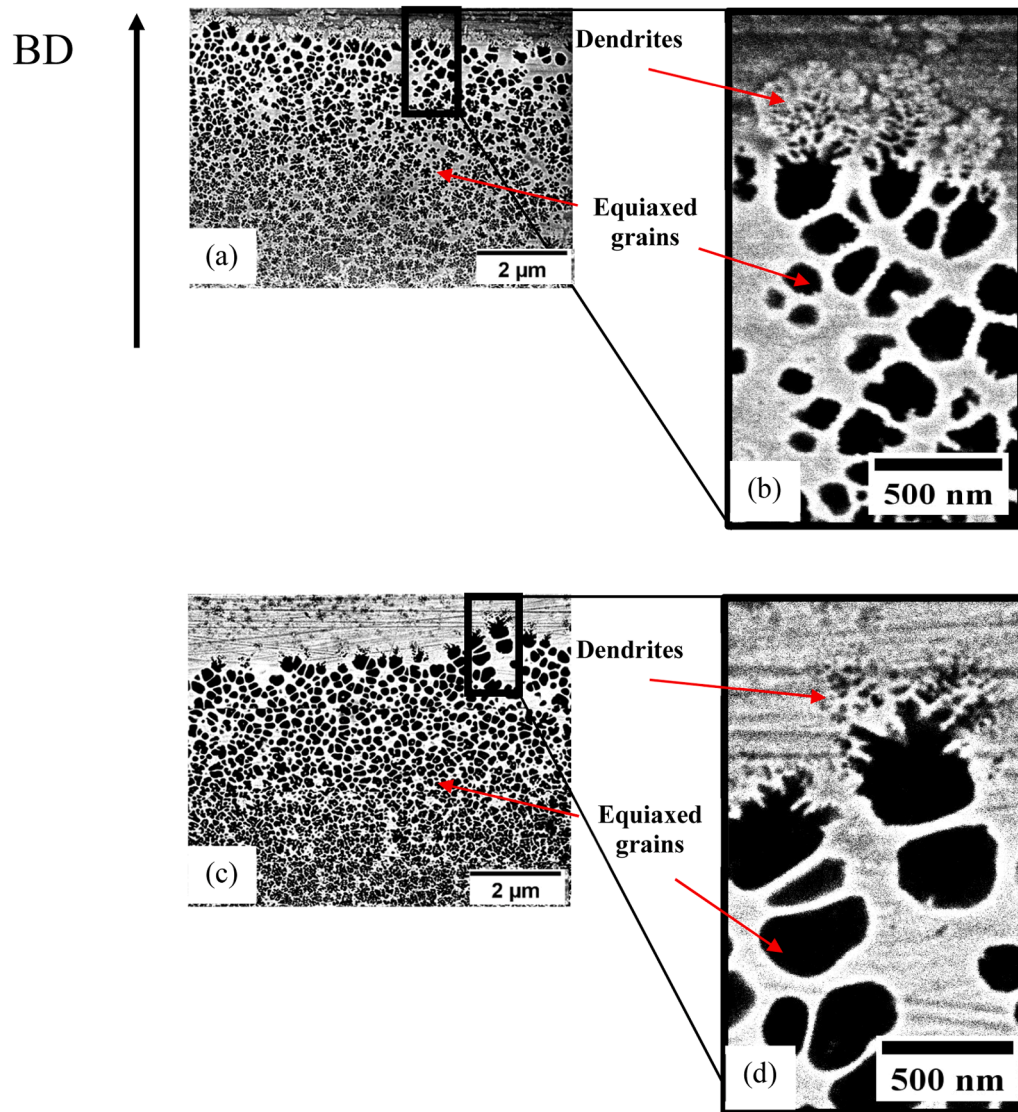 BD
Dendrites
Equiaxed
grains
(a)
2 µm
(b)
500 nm
Dendrites
Equiaxed
grains
(c)
2 µm
(d)
500 nm